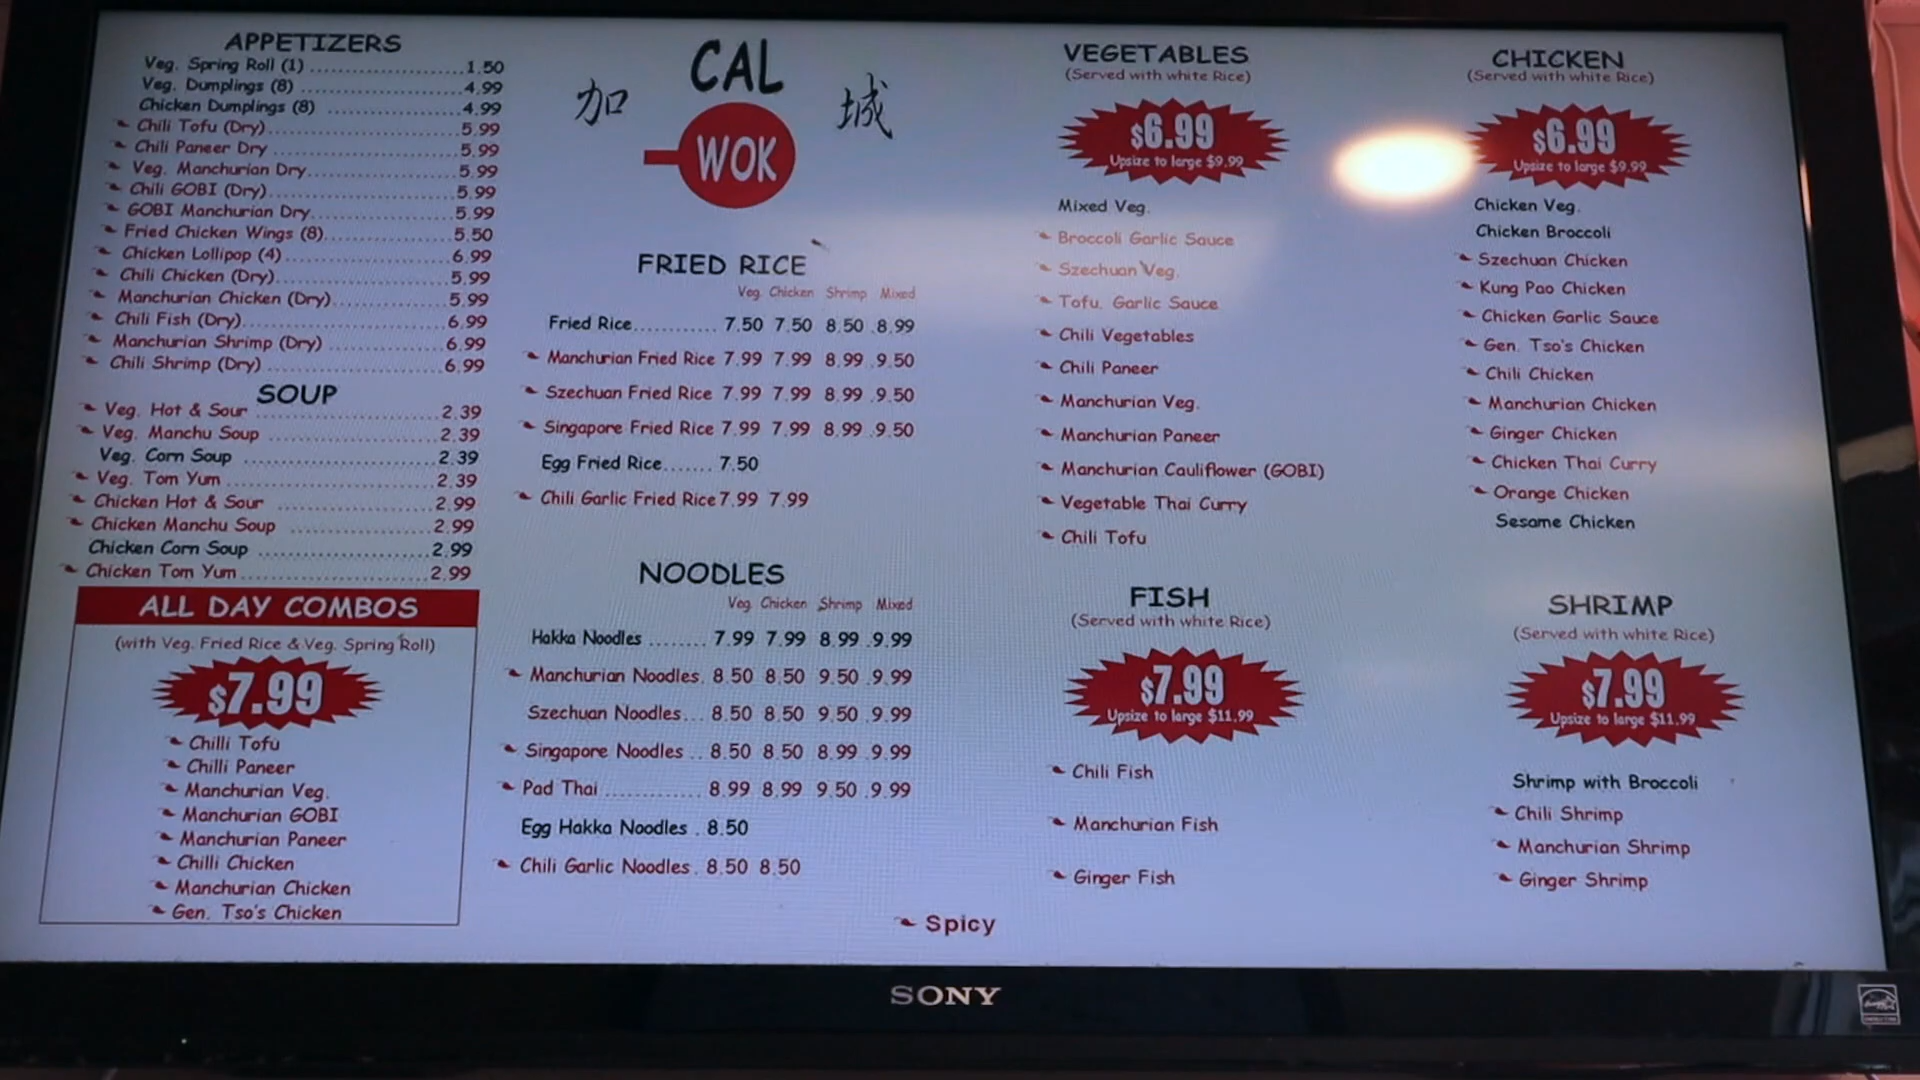 APPETIZERS
Veg. Spring Roll (1) ........................1.50
Veg. Dumplings (8) ........................4.99
Chicken Dumplings (8) ....................4.99
Chili Tofu (Dry)..............................5.99
Chili Paneer Dry ............................5.99
Veg. Manchurian Dry......................5.99
Chili GOBI (Dry)............................5.99
GOBI Manchurian Dry.....................5.99
Fried Chicken Wings (8)...................5.50
Chicken Lollipop (4)........................6.99
Chili Chicken (Dry)..........................5.99
Manchurian Chicken (Dry).................5.99
Chili Fish (Dry)..............................6.99
Manchurian Shrimp (Dry) .................6.99
Chili Shrimp (Dry) ..........................6.99
SOUP
Veg. Hot & Sour ............................2.39
Veg. Manchu Soup .........................2.39
Veg. Corn Soup .............................2.39
Veg. Tom Yum ..............................2.39
Chicken Hot & Sour ........................2.99
Chicken Manchu Soup .....................2.99
Chicken Corn Soup .........................2.99
Chicken Tom Yum..........................2.99
ALL DAY COMBOS
(with Veg. Fried Rice & Veg. Spring Roll)
$7.99
Chilli Tofu
Chilli Paneer
Manchurian Veg.
Manchurian GOBI
Manchurian Paneer
Chilli Chicken
Manchurian Chicken
Gen. Tso's Chicken
加 CAL 城
WOK
FRIED RICE
Veg. Chicken Shrimp Mixed
Fried Rice........... 7.50 7.50 8.50 .8.99
Manchurian Fried Rice 7.99 7.99 8.99 .9.50
Szechuan Fried Rice 7.99 7.99 8.99 .9.50
Singapore Fried Rice 7.99 7.99 8.99 .9.50
Egg Fried Rice....... 7.50
Chili Garlic Fried Rice 7.99 7.99
NOODLES
Veg. Chicken Shrimp Mixed
Hakka Noodles ........ 7.99 7.99 8.99 .9.99
Manchurian Noodles. 8.50 8.50 9.50 .9.99
Szechuan Noodles... 8.50 8.50 9.50 .9.99
Singapore Noodles .. 8.50 8.50 8.99 .9.99
Pad Thai ............. 8.99 8.99 9.50 .9.99
Egg Hakka Noodles . 8.50
Chili Garlic Noodles . 8.50 8.50
Spicy
VEGETABLES
(Served with white Rice)
$6.99
Upsize to large $9.99
Mixed Veg.
Broccoli Garlic Sauce
Szechuan Veg.
Tofu. Garlic Sauce
Chili Vegetables
Chili Paneer
Manchurian Veg.
Manchurian Paneer
Manchurian Cauliflower (GOBI)
Vegetable Thai Curry
Chili Tofu
FISH
(Served with white Rice)
$7.99
Upsize to large $11.99
Chili Fish
Manchurian Fish
Ginger Fish
CHICKEN
(Served with white Rice)
$6.99
Upsize to large $9.99
Chicken Veg.
Chicken Broccoli
Szechuan Chicken
Kung Pao Chicken
Chicken Garlic Sauce
Gen. Tso's Chicken
Chili Chicken
Manchurian Chicken
Ginger Chicken
Chicken Thai Curry
Orange Chicken
Sesame Chicken
SHRIMP
(Served with white Rice)
$7.99
Upsize to large $11.99
Shrimp with Broccoli
Chili Shrimp
Manchurian Shrimp
Ginger Shrimp
SONY